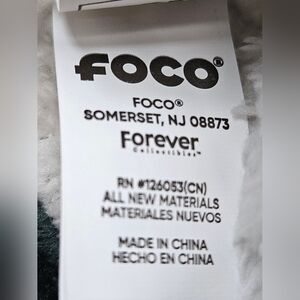 FOCO®
FOCO®
SOMERSET, NJ 08873
Forever
Collectibles™
RN #126053(CN)
ALL NEW MATERIALS
MATERIALES NUEVOS
MADE IN CHINA
HECHO EN CHINA